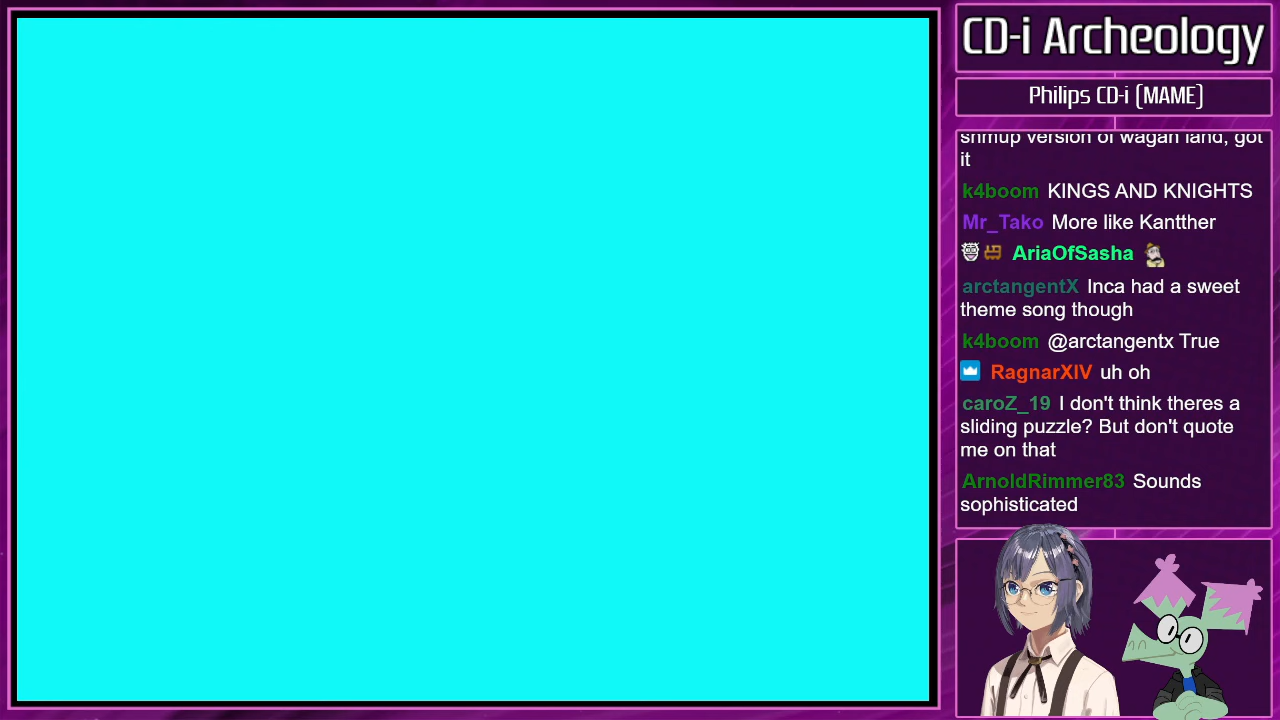 CD-i Archeology
Philips CD-i (MAME)
shmup version of wagan land, got
it
k4boom KINGS AND KNIGHTS
Mr_Tako More like Kantther
AriaOfSasha
arctangentX Inca had a sweet
theme song though
k4boom @arctangentx True
RagnarXIV uh oh
caroZ_19 I don't think theres a
sliding puzzle? But don't quote
me on that
ArnoldRimmer83 Sounds
sophisticated